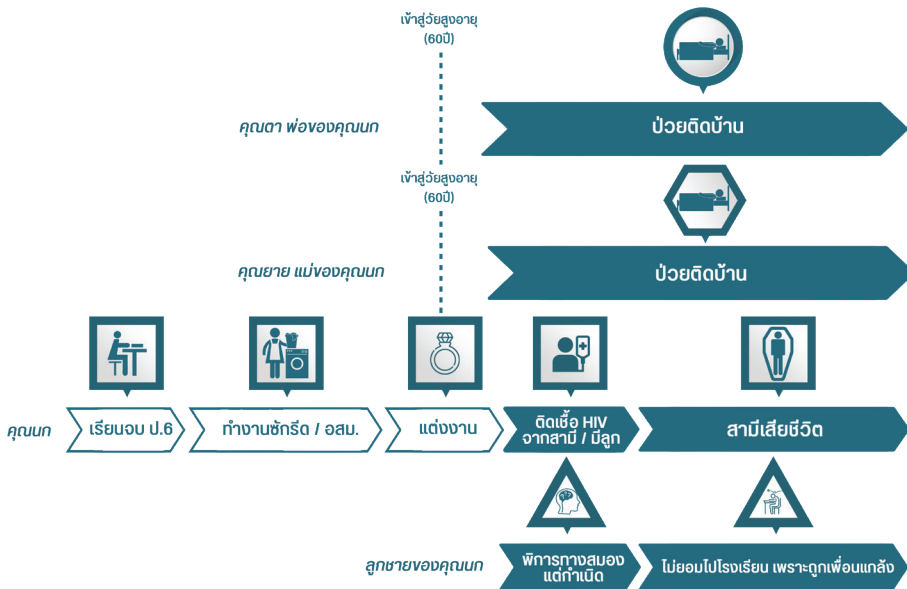 เข้าสู่วัยสูงอายุ
(60ปี)
คุณตา พ่อของคุณนก
ป่วยติดบ้าน
เข้าสู่วัยสูงอายุ
(60ปี)
คุณยาย แม่ของคุณนก
ป่วยติดบ้าน
คุณนก
เรียนจบ ป.6
ทำงานซักรีด / อสม.
แต่งงาน
ติดเชื้อ HIV
จากสามี / มีลูก
สามีเสียชีวิต
ลูกชายของคุณนก
พิการทางสมอง
แต่กำเนิด
ไม่ยอมไปโรงเรียน เพราะถูกเพื่อนแกล้ง